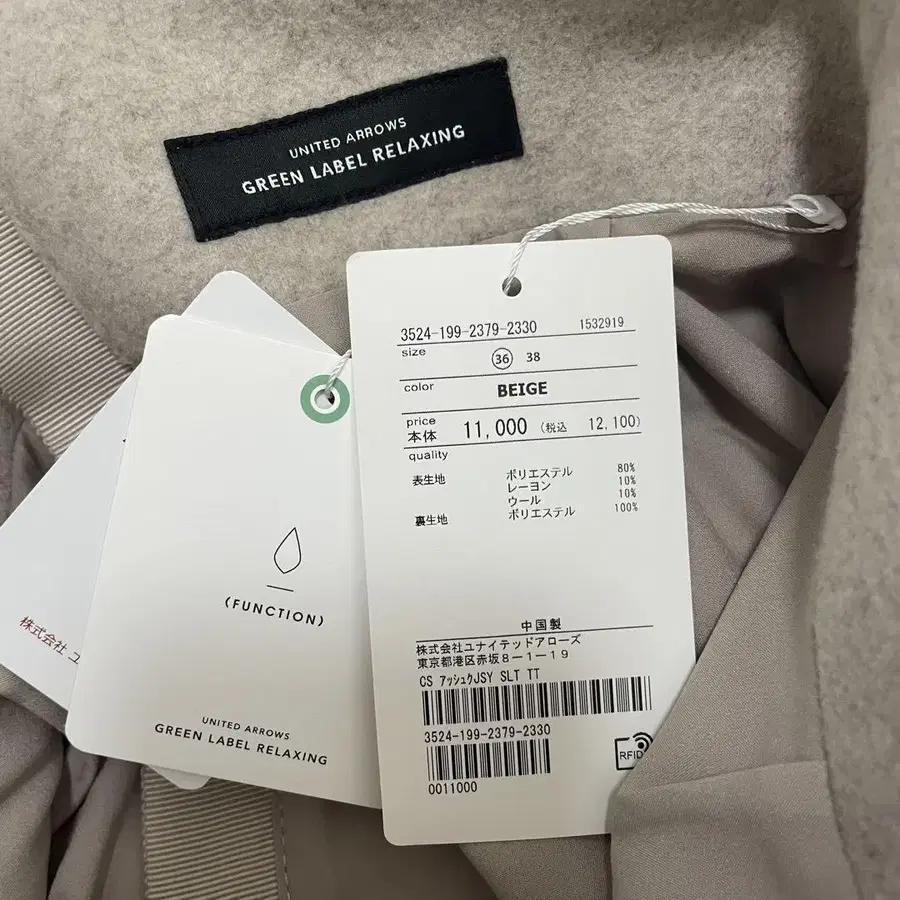 UNITED ARROWS
GREEN LABEL RELAXING
3524-199-2379-2330 1532919
size 36 38
color BEIGE
price
本体 11,000 (税込 12,100)
quality
表生地 ポリエステル 80%
レーヨン 10%
ウール 10%
裏生地 ポリエステル 100%
中国製
株式会社ユナイテッドアローズ
東京都港区赤坂8-1-19
CS アッシュクJSY SLT TT
3524-199-2379-2330
RFID
0011000
(FUNCTION)
UNITED ARROWS
GREEN LABEL RELAXING
株式会社 ユ